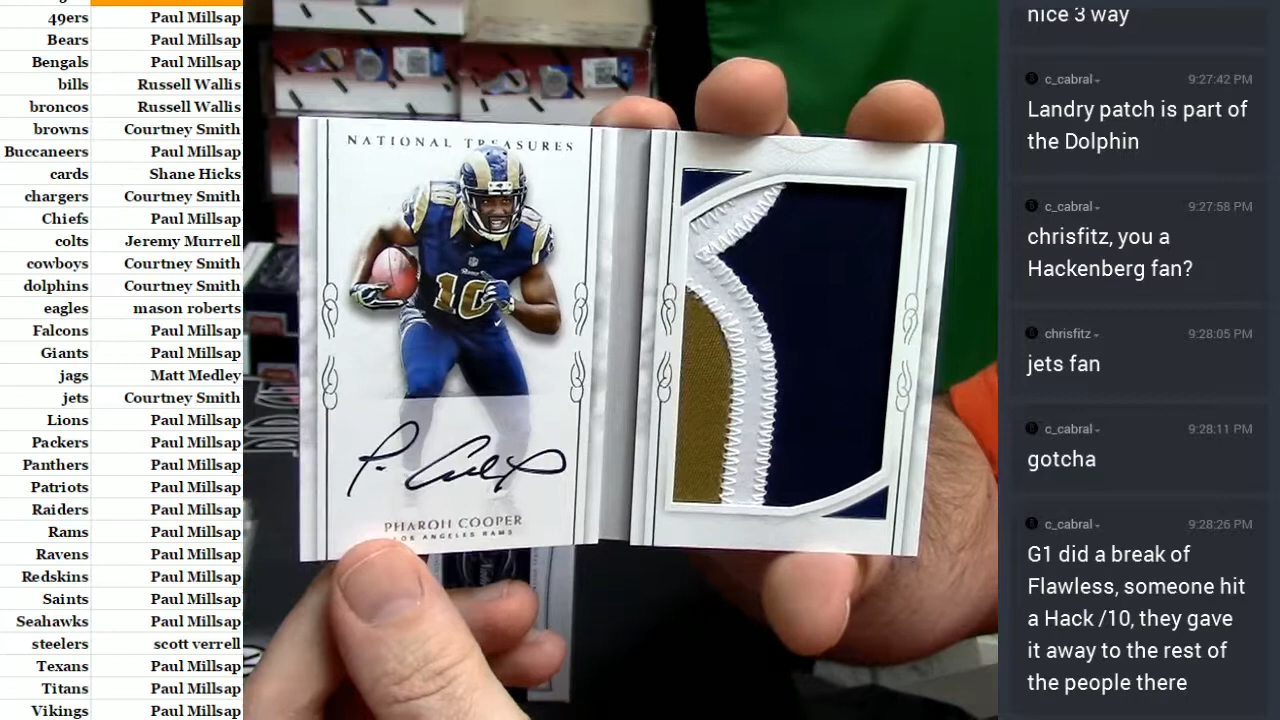 49ers Paul Millsap
Bears Paul Millsap
Bengals Paul Millsap
bills Russell Wallis
broncos Russell Wallis
browns Courtney Smith
Buccaneers Paul Millsap
cards Shane Hicks
chargers Courtney Smith
Chiefs Paul Millsap
colts Jeremy Murrell
cowboys Courtney Smith
dolphins Courtney Smith
eagles mason roberts
Falcons Paul Millsap
Giants Paul Millsap
jags Matt Medley
jets Courtney Smith
Lions Paul Millsap
Packers Paul Millsap
Panthers Paul Millsap
Patriots Paul Millsap
Raiders Paul Millsap
Rams Paul Millsap
Ravens Paul Millsap
Redskins Paul Millsap
Saints Paul Millsap
Seahawks Paul Millsap
steelers scott verrell
Texans Paul Millsap
Titans Paul Millsap
Vikings Paul Millsap
NATIONAL TREASURES
10
PHAROH COOPER
LOS ANGELES RAMS
nice 3 way
c_cabral 9:27:42 PM
Landry patch is part of
the Dolphin
c_cabral 9:27:58 PM
chrisfitz, you a
Hackenberg fan?
chrisfitz 9:28:05 PM
jets fan
c_cabral 9:28:11 PM
gotcha
c_cabral 9:28:26 PM
G1 did a break of
Flawless, someone hit
a Hack /10, they gave
it away to the rest of
the people there